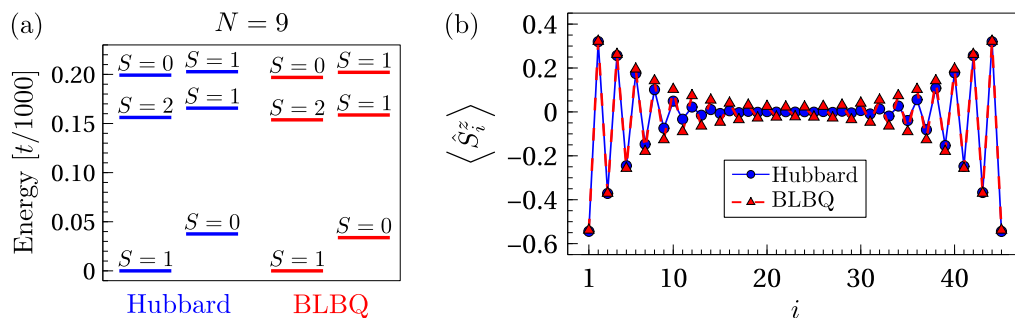 (a)
N = 9
Energy [t/1000]
0.20
0.15
0.10
0.05
0
S = 0
S = 1
S = 2
S = 1
S = 0
S = 1
S = 0
S = 1
S = 2
S = 1
S = 0
S = 1
Hubbard
BLBQ
(b)
⟨Ŝᶻᵢ⟩
0.4
0.2
0
−0.2
−0.4
−0.6
Hubbard
BLBQ
1
10
20
30
40
i